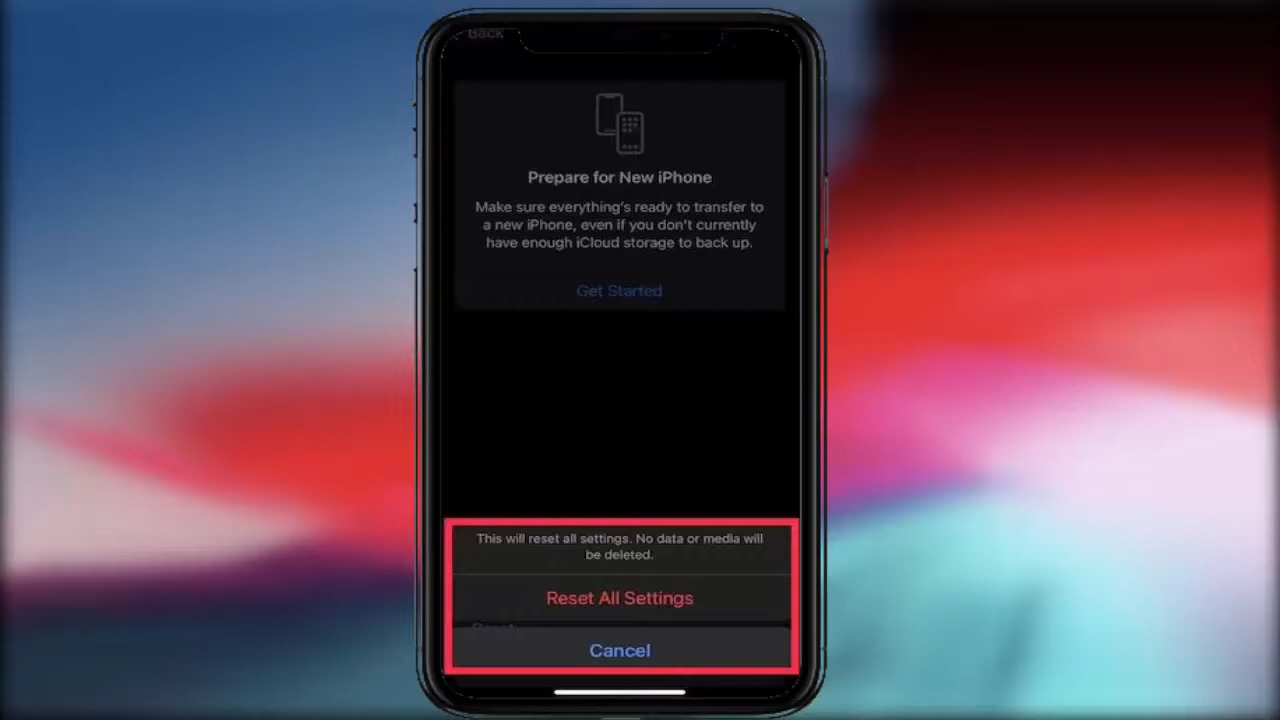 Back
Prepare for New iPhone
Make sure everything's ready to transfer to
a new iPhone, even if you don't currently
have enough iCloud storage to back up.
Get Started
This will reset all settings. No data or media will
be deleted.
Reset All Settings
Reset
Cancel